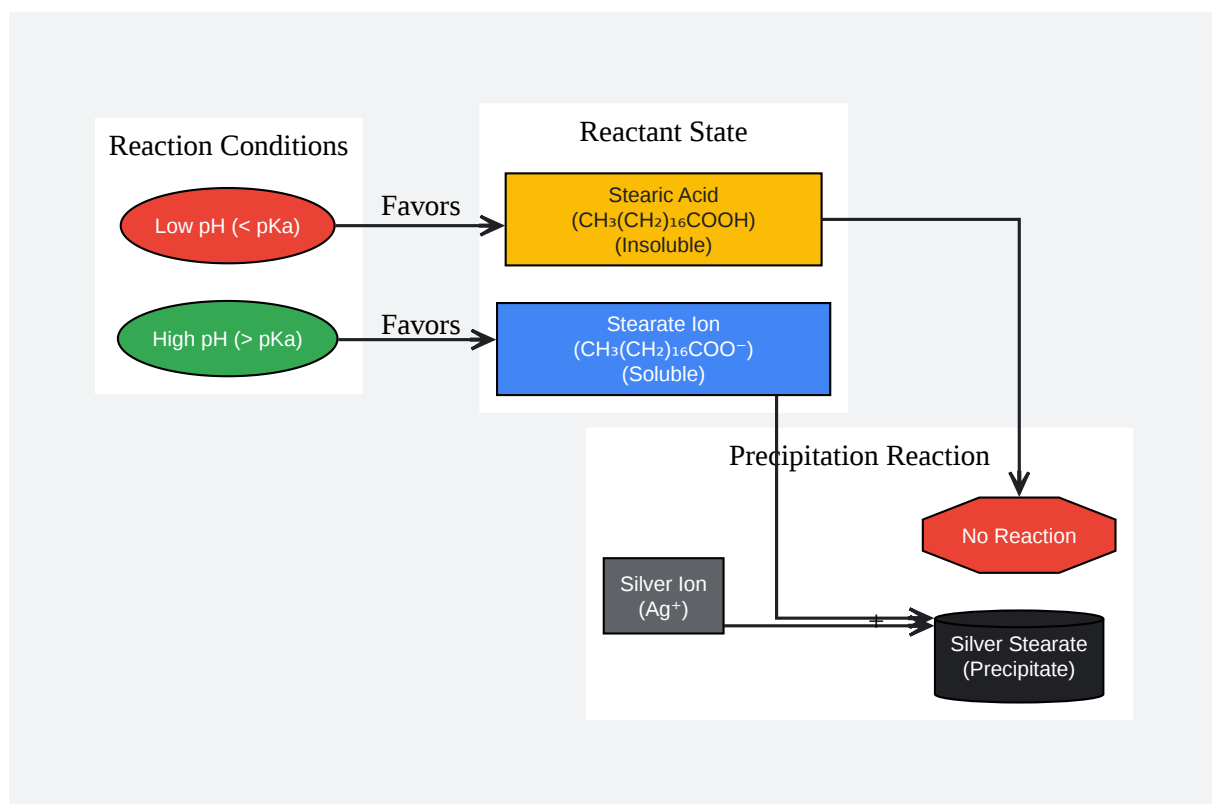 Reaction Conditions
Low pH (< pKa)
High pH (> pKa)
Favors
Favors
Reactant State
Stearic Acid
(CH₃(CH₂)₁₆COOH)
(Insoluble)
Stearate Ion
(CH₃(CH₂)₁₆COO⁻)
(Soluble)
Precipitation Reaction
No Reaction
Silver Ion
(Ag⁺)
+
Silver Stearate
(Precipitate)